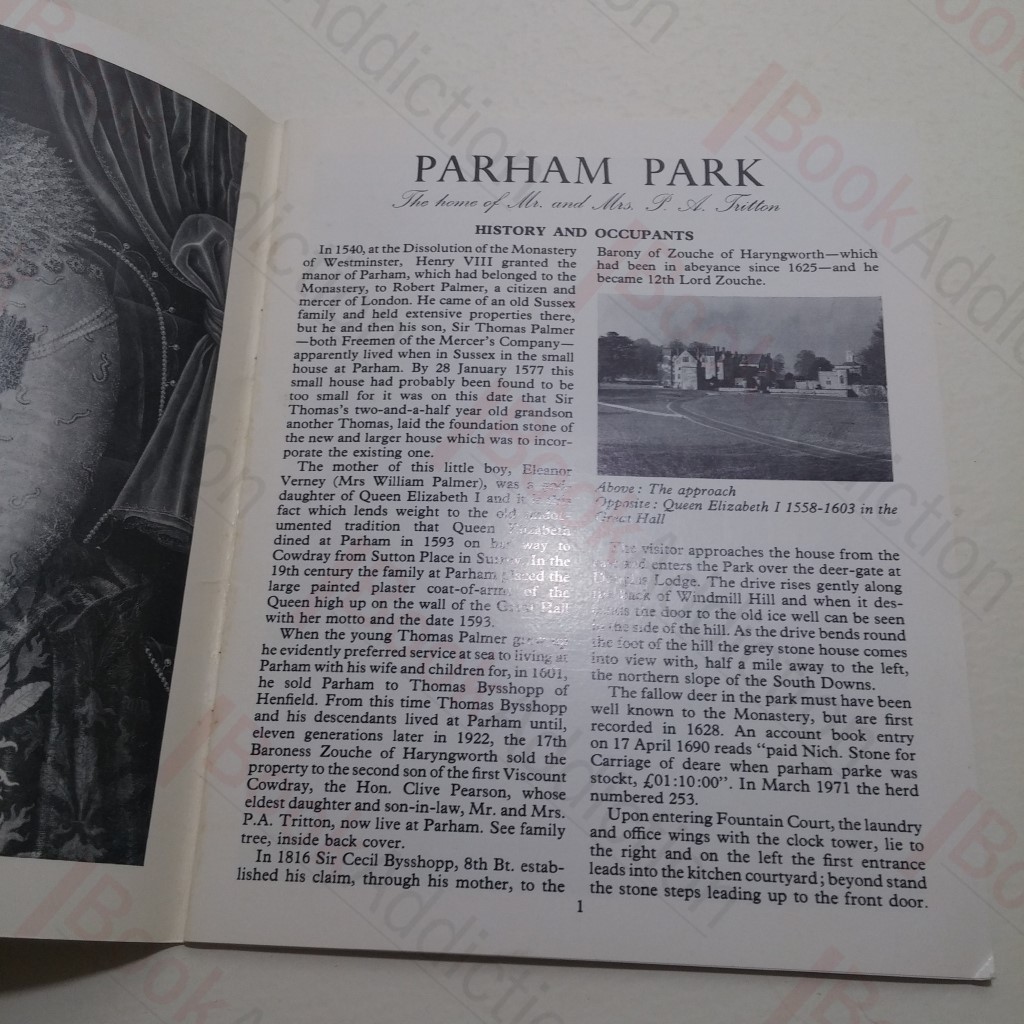 PARHAM PARK
The home of Mr. and Mrs. P. A. Tritton
HISTORY AND OCCUPANTS
In 1540, at the Dissolution of the Monastery
of Westminster, Henry VIII granted the
manor of Parham, which had belonged to the
Monastery, to Robert Palmer, a citizen and
mercer of London. He came of an old Sussex
family and held extensive properties there,
but he and then his son, Sir Thomas Palmer
—both Freemen of the Mercer's Company—
apparently lived when in Sussex in the small
house at Parham. By 28 January 1577 this
small house had probably been found to be
too small for it was on this date that Sir
Thomas's two-and-a-half year old grandson
another Thomas, laid the foundation stone of
the new and larger house which was to incor-
porate the existing one.
The mother of this little boy, Eleanor
Verney (Mrs William Palmer), was a god-
daughter of Queen Elizabeth I and it is this
fact which lends weight to the old
umented tradition that Queen Elizabeth
dined at Parham in 1593 on her way to
Cowdray from Sutton Place in In the
19th century the family at Parham placed the
large painted plaster coat-of-arms of the
Queen high up on the wall of the Great Hall
with her motto and the date 1593.
When the young Thomas Palmer grew up
he evidently preferred service at sea to living at
Parham with his wife and children for, in 1601,
he sold Parham to Thomas Bysshopp of
Henfield. From this time Thomas Bysshopp
and his descendants lived at Parham until,
eleven generations later in 1922, the 17th
Baroness Zouche of Haryngworth sold the
property to the second son of the first Viscount
Cowdray, the Hon. Clive Pearson, whose
eldest daughter and son-in-law, Mr. and Mrs.
P.A. Tritton, now live at Parham. See family
tree, inside back cover.
In 1816 Sir Cecil Bysshopp, 8th Bt. estab-
lished his claim, through his mother, to the
Barony of Zouche of Haryngworth—which
had been in abeyance since 1625—and he
became 12th Lord Zouche.
Above: The approach
Opposite: Queen Elizabeth I 1558-1603 in the
Great Hall
The visitor approaches the house from the
and enters the Park over the deer-gate at
Lodge. The drive rises gently along
the flank of Windmill Hill and when it des-
cends the door to the old ice well can be seen
in the side of the hill. As the drive bends round
the foot of the hill the grey stone house comes
into view with, half a mile away to the left,
the northern slope of the South Downs.
The fallow deer in the park must have been
well known to the Monastery, but are first
recorded in 1628. An account book entry
on 17 April 1690 reads "paid Nich. Stone for
Carriage of deare when parham parke was
stockt, £01:10:00". In March 1971 the herd
numbered 253.
Upon entering Fountain Court, the laundry
and office wings with the clock tower, lie to
the right and on the left the first entrance
leads into the kitchen courtyard; beyond stand
the stone steps leading up to the front door.
1
BookAddiction